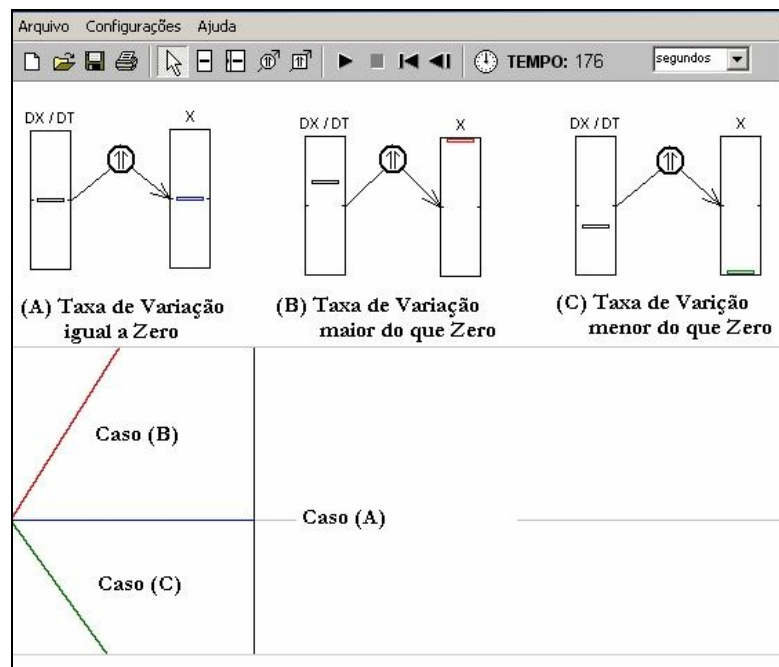 Arquivo Configurações Ajuda
TEMPO: 176 segundos
DX / DT X
DX / DT X
DX / DT X
(A) Taxa de Variação
igual a Zero
(B) Taxa de Variação
maior do que Zero
(C) Taxa de Varição
menor do que Zero
Caso (B)
Caso (A)
Caso (C)